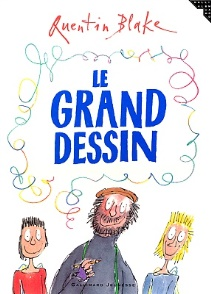 Quentin Blake
LE
GRAND
DESSIN
GALLIMARD JEUNESSE